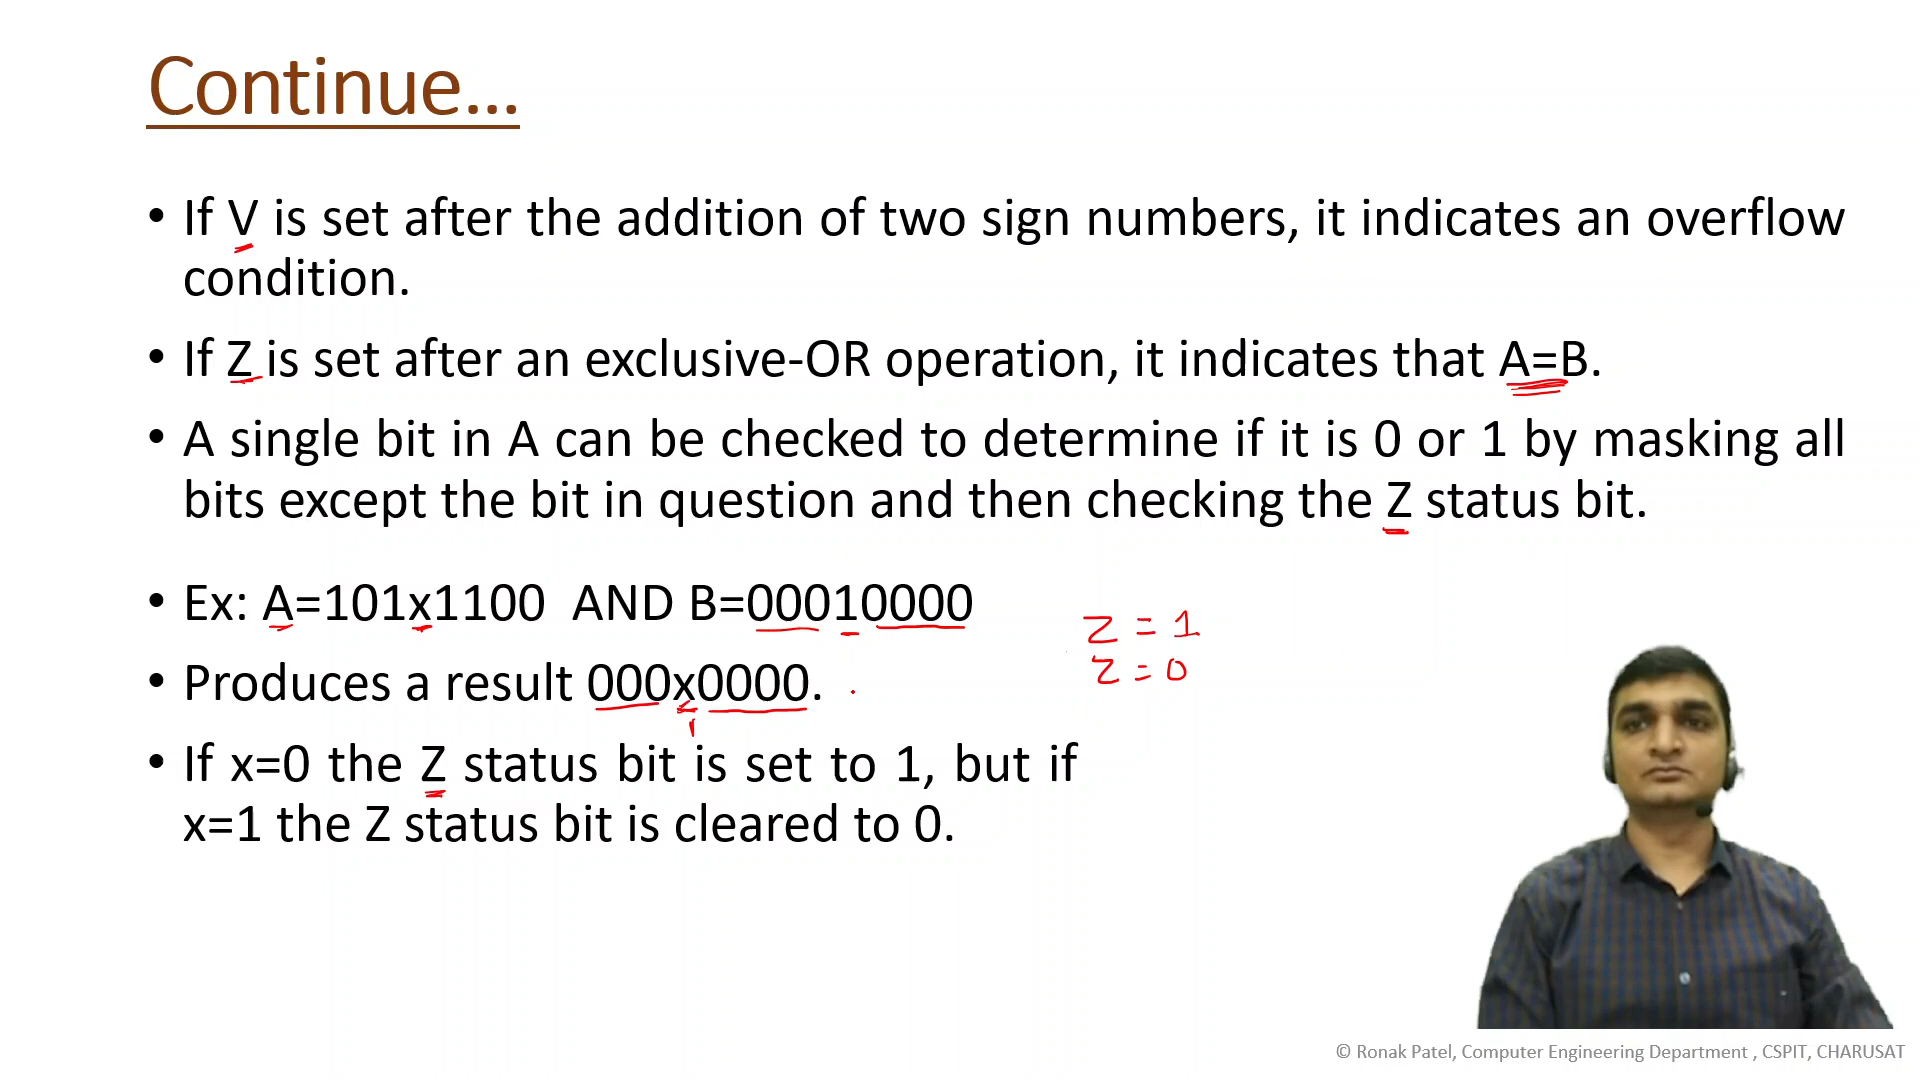 Continue...
• If V is set after the addition of two sign numbers, it indicates an overflow
condition.
• If Z is set after an exclusive-OR operation, it indicates that A=B.
• A single bit in A can be checked to determine if it is 0 or 1 by masking all
bits except the bit in question and then checking the Z status bit.
• Ex: A=101x1100 AND B=00010000
Z = 1
Z = 0
• Produces a result 000x0000.
1
• If x=0 the Z status bit is set to 1, but if
x=1 the Z status bit is cleared to 0.
© Ronak Patel, Computer Engineering Department , CSPIT, CHARUSAT